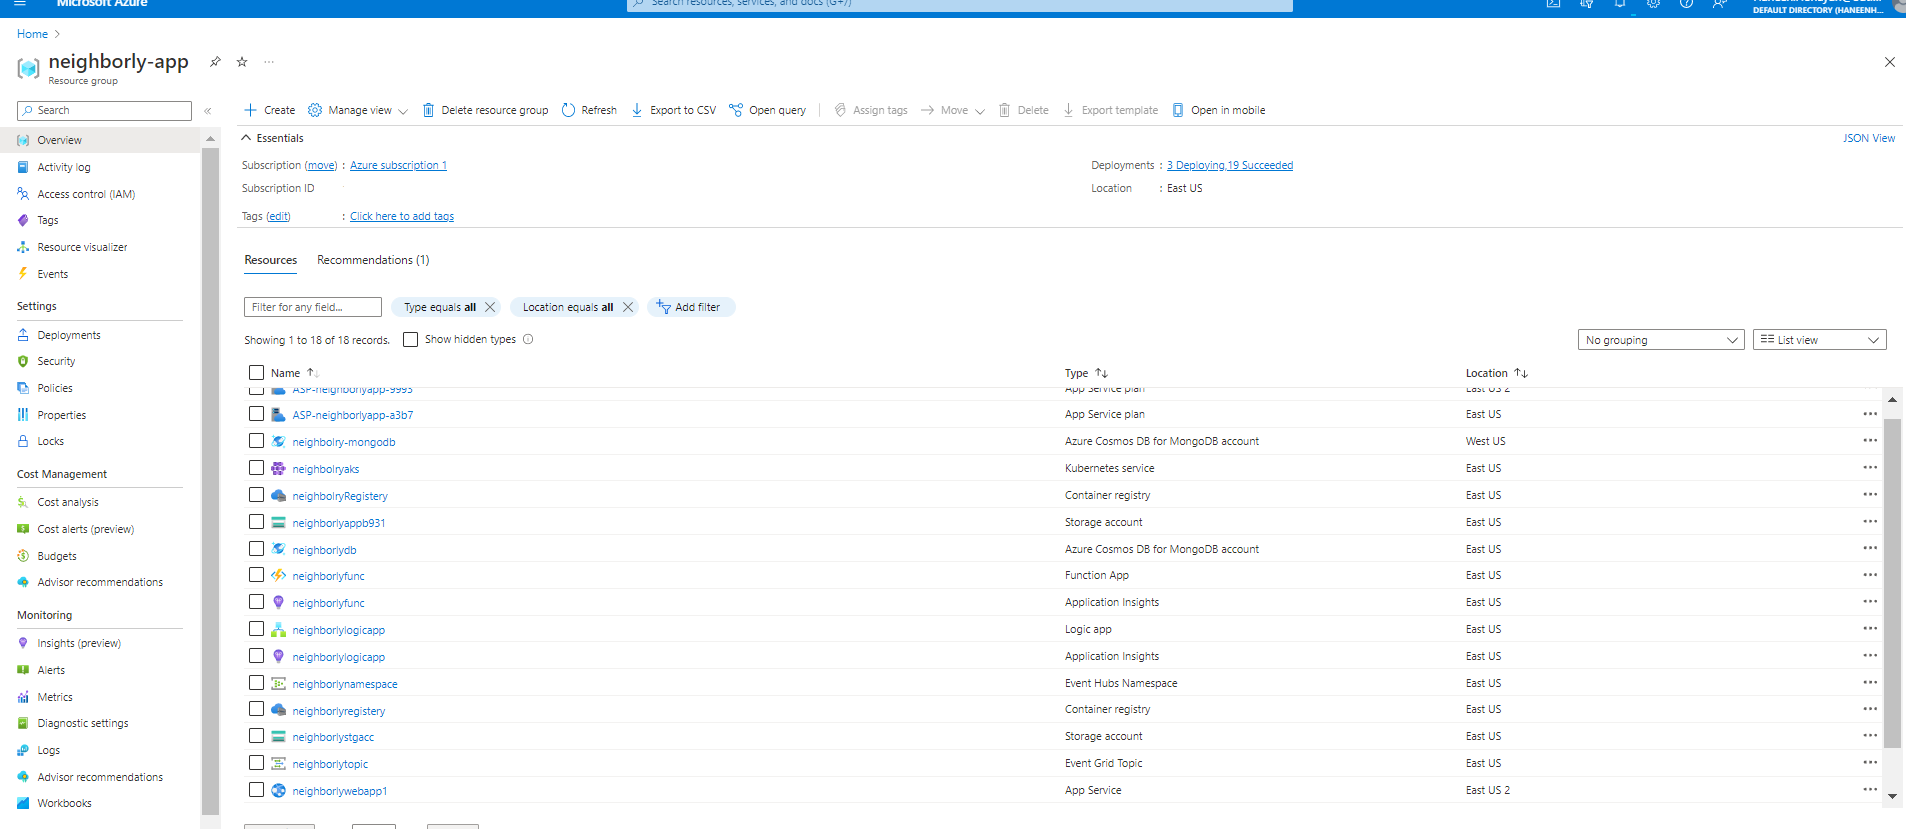 Microsoft Azure
Search resources, services, and docs (G+/)
DEFAULT DIRECTORY (HANEENH...
Home
neighborly-app
Resource group
Search
Overview
Activity log
Access control (IAM)
Tags
Resource visualizer
Events
Settings
Deployments
Security
Policies
Properties
Locks
Cost Management
Cost analysis
Cost alerts (preview)
Budgets
Advisor recommendations
Monitoring
Insights (preview)
Alerts
Metrics
Diagnostic settings
Logs
Advisor recommendations
Workbooks
Create Manage view Delete resource group Refresh Export to CSV Open query Assign tags Move Delete Export template Open in mobile
Essentials
JSON View
Subscription (move) : Azure subscription 1
Deployments : 3 Deploying,19 Succeeded
Subscription ID
Location : East US
Tags (edit) : Click here to add tags
Resources Recommendations (1)
Filter for any field... Type equals all Location equals all Add filter
Showing 1 to 18 of 18 records. Show hidden types
No grouping List view
Name Type Location
ASP-neighborlyapp-9993 App Service plan East US 2
ASP-neighborlyapp-a3b7 App Service plan East US
neighbolry-mongodb Azure Cosmos DB for MongoDB account West US
neighbolryaks Kubernetes service East US
neighbolryRegistery Container registry East US
neighborlyappb931 Storage account East US
neighborlydb Azure Cosmos DB for MongoDB account East US
neighborlyfunc Function App East US
neighborlyfunc Application Insights East US
neighborlylogicapp Logic app East US
neighborlylogicapp Application Insights East US
neighborlynamespace Event Hubs Namespace East US
neighborlyregistery Container registry East US
neighborlystgacc Storage account East US
neighborlytopic Event Grid Topic East US
neighborlywebapp1 App Service East US 2